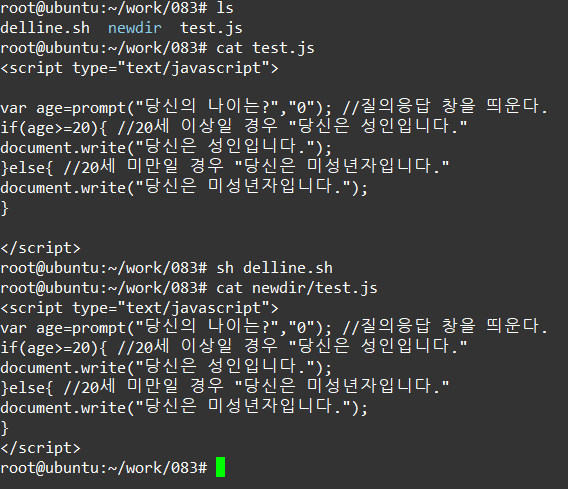 root@ubuntu:~/work/083# ls
delline.sh  newdir  test.js
root@ubuntu:~/work/083# cat test.js
<script type="text/javascript">

var age=prompt("당신의 나이는?","0"); //질의응답 창을 띄운다.
if(age>=20){ //20세 이상일 경우 "당신은 성인입니다."
document.write("당신은 성인입니다.");
}else{ //20세 미만일 경우 "당신은 미성년자입니다."
document.write("당신은 미성년자입니다.");
}

</script>
root@ubuntu:~/work/083# sh delline.sh
root@ubuntu:~/work/083# cat newdir/test.js
<script type="text/javascript">
var age=prompt("당신의 나이는?","0"); //질의응답 창을 띄운다.
if(age>=20){ //20세 이상일 경우 "당신은 성인입니다."
document.write("당신은 성인입니다.");
}else{ //20세 미만일 경우 "당신은 미성년자입니다."
document.write("당신은 미성년자입니다.");
}
</script>
root@ubuntu:~/work/083#